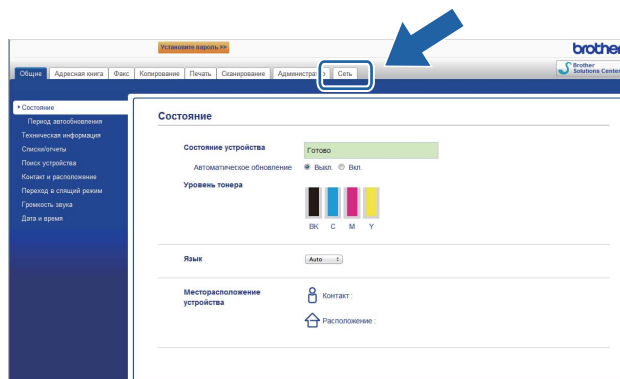 Установите пароль >>
brother
Общие Адресная книга Факс Копирование Печать Сканирование Администратор Сеть
Brother
Solutions Center
Состояние
Период автообновления
Техническая информация
Списки/отчеты
Поиск устройства
Контакт и расположение
Переход в спящий режим
Громкость звука
Дата и время
Состояние
Состояние устройства Готово
Автоматическое обновление Выкл. Вкл.
Уровень тонера
BK C M Y
Язык Auto
Месторасположение
устройства
Контакт :
Расположение :